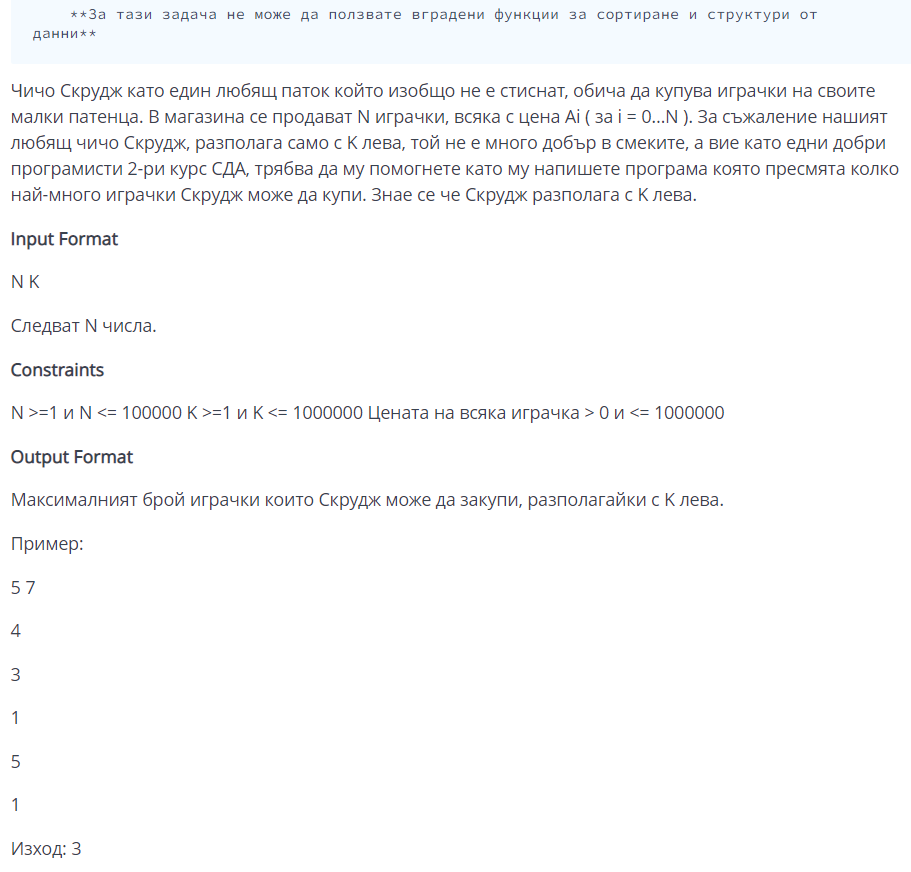 **За тази задача не може да ползвате вградени функции за сортиране и структури от
данни**
Чичо Скрудж като един любящ паток който изобщо не е стиснат, обича да купува играчки на своите
малки патенца. В магазина се продават N играчки, всяка с цена Ai ( за i = 0...N ). За съжаление нашият
любящ чичо Скрудж, разполага само с K лева, той не е много добър в смеките, а вие като едни добри
програмисти 2-ри курс СДА, трябва да му помогнете като му напишете програма която пресмята колко
най-много играчки Скрудж може да купи. Знае се че Скрудж разполага с K лева.
Input Format
N K
Следват N числа.
Constraints
N >=1 и N <= 100000 K >=1 и K <= 1000000 Цената на всяка играчка > 0 и <= 1000000
Output Format
Максималният брой играчки които Скрудж може да закупи, разполагайки с K лева.
Пример:
5 7
4
3
1
5
1
Изход: 3